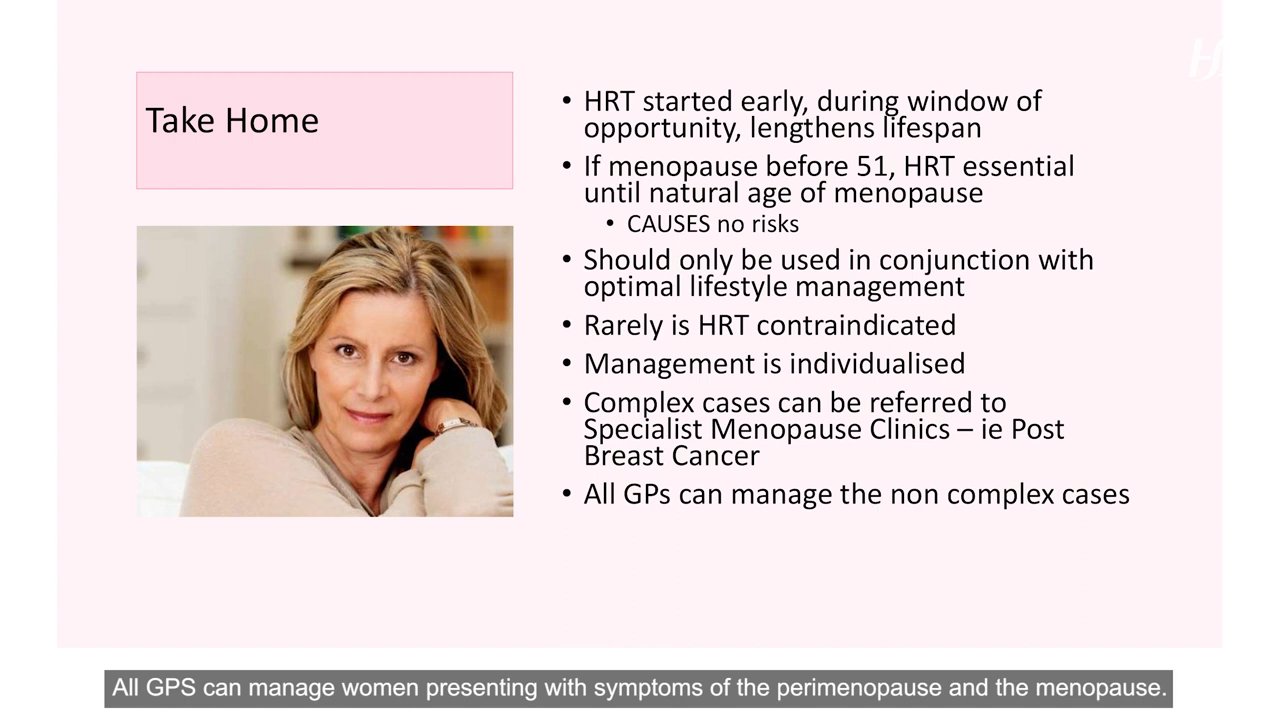 Take Home
• HRT started early, during window of
opportunity, lengthens lifespan
• If menopause before 51, HRT essential
until natural age of menopause
• CAUSES no risks
• Should only be used in conjunction with
optimal lifestyle management
• Rarely is HRT contraindicated
• Management is individualised
• Complex cases can be referred to
Specialist Menopause Clinics – ie Post
Breast Cancer
• All GPs can manage the non complex cases
All GPS can manage women presenting with symptoms of the perimenopause and the menopause.